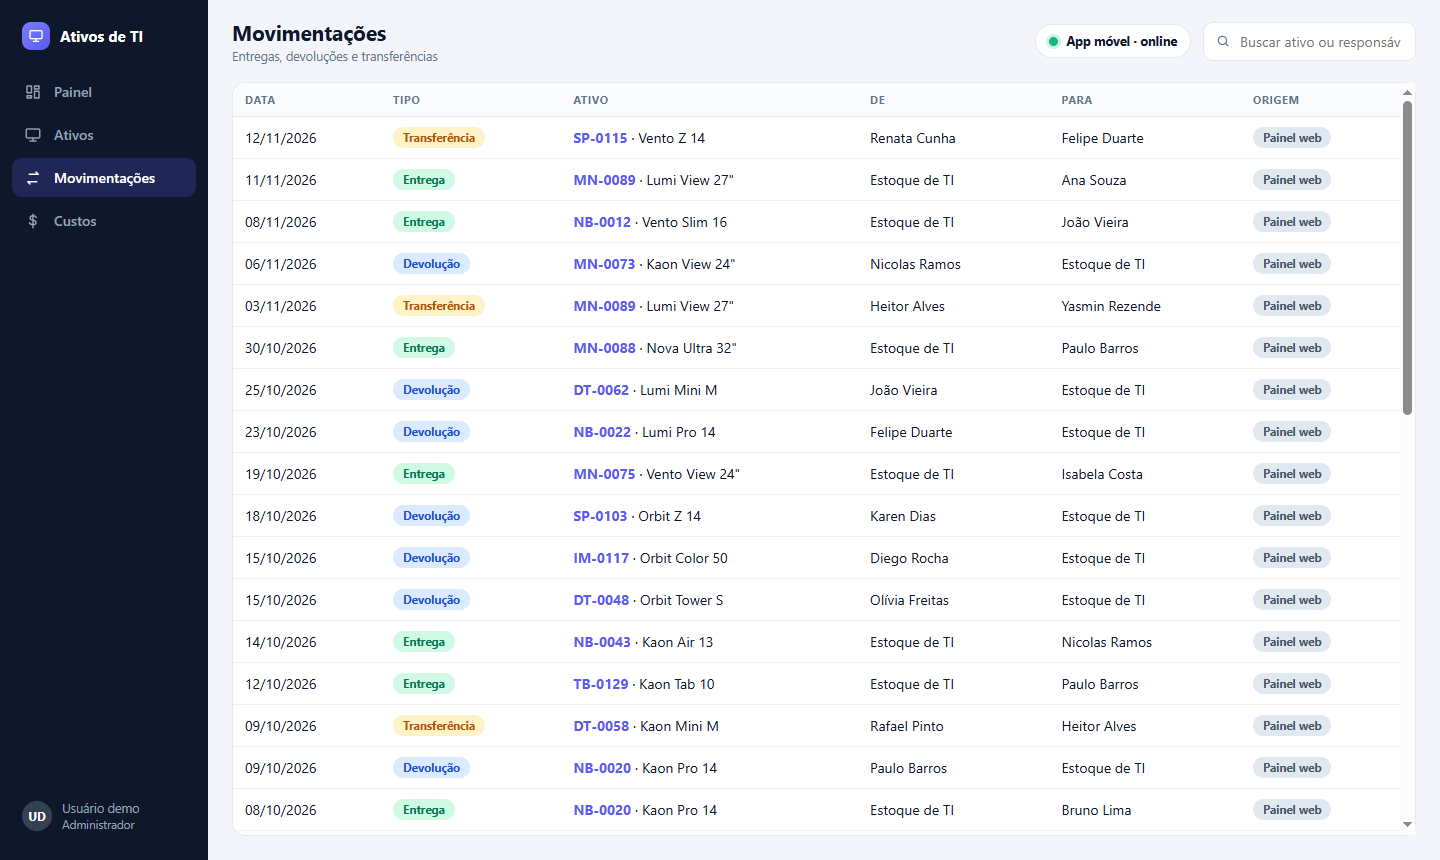 Ativos de TI
Painel
Ativos
Movimentações
Custos
UD
Usuário demo
Administrador
Movimentações
Entregas, devoluções e transferências
App móvel · online
Buscar ativo ou responsáv
DATA TIPO ATIVO DE PARA ORIGEM
12/11/2026 Transferência SP-0115 · Vento Z 14 Renata Cunha Felipe Duarte Painel web
11/11/2026 Entrega MN-0089 · Lumi View 27" Estoque de TI Ana Souza Painel web
08/11/2026 Entrega NB-0012 · Vento Slim 16 Estoque de TI João Vieira Painel web
06/11/2026 Devolução MN-0073 · Kaon View 24" Nicolas Ramos Estoque de TI Painel web
03/11/2026 Transferência MN-0089 · Lumi View 27" Heitor Alves Yasmin Rezende Painel web
30/10/2026 Entrega MN-0088 · Nova Ultra 32" Estoque de TI Paulo Barros Painel web
25/10/2026 Devolução DT-0062 · Lumi Mini M João Vieira Estoque de TI Painel web
23/10/2026 Devolução NB-0022 · Lumi Pro 14 Felipe Duarte Estoque de TI Painel web
19/10/2026 Entrega MN-0075 · Vento View 24" Estoque de TI Isabela Costa Painel web
18/10/2026 Devolução SP-0103 · Orbit Z 14 Karen Dias Estoque de TI Painel web
15/10/2026 Devolução IM-0117 · Orbit Color 50 Diego Rocha Estoque de TI Painel web
15/10/2026 Devolução DT-0048 · Orbit Tower S Olívia Freitas Estoque de TI Painel web
14/10/2026 Entrega NB-0043 · Kaon Air 13 Estoque de TI Nicolas Ramos Painel web
12/10/2026 Entrega TB-0129 · Kaon Tab 10 Estoque de TI Paulo Barros Painel web
09/10/2026 Transferência DT-0058 · Kaon Mini M Rafael Pinto Heitor Alves Painel web
09/10/2026 Devolução NB-0020 · Kaon Pro 14 Paulo Barros Estoque de TI Painel web
08/10/2026 Entrega NB-0020 · Kaon Pro 14 Estoque de TI Bruno Lima Painel web